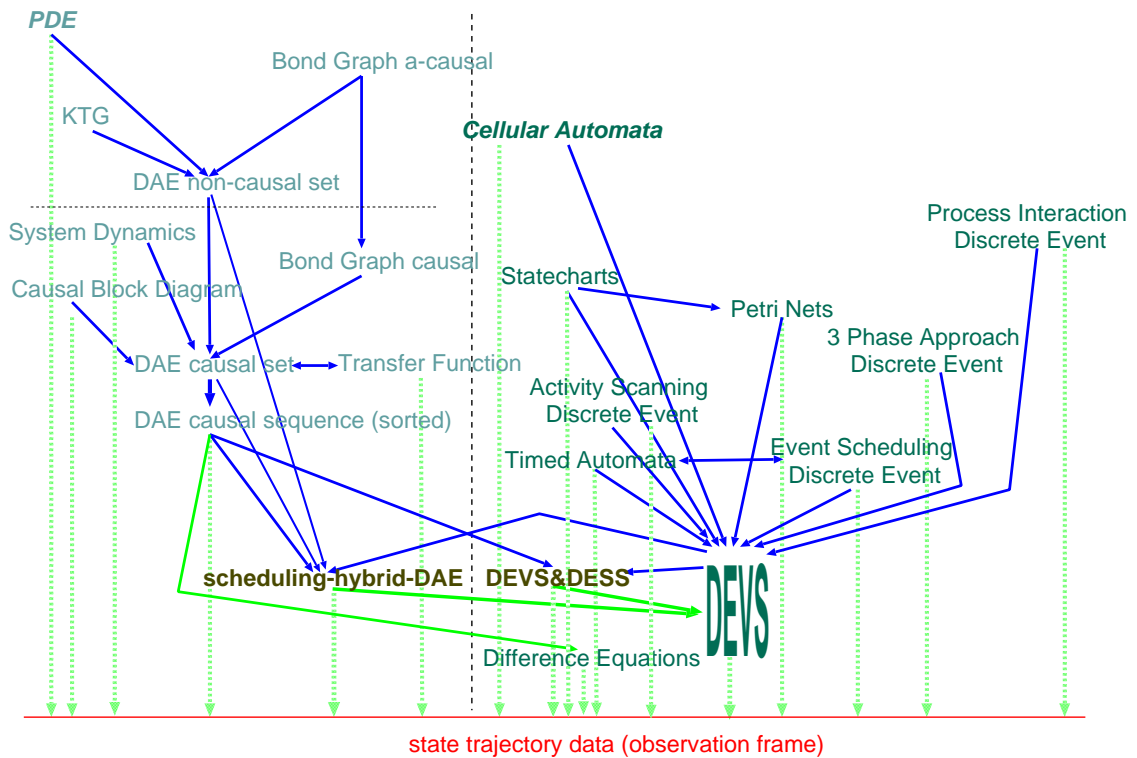 PDE
Bond Graph a-causal
KTG
Cellular Automata
DAE non-causal set
System Dynamics
Process Interaction
Discrete Event
Bond Graph causal
Statecharts
Causal Block Diagram
Petri Nets
3 Phase Approach
Discrete Event
DAE causal set
Transfer Function
Activity Scanning
Discrete Event
DAE causal sequence (sorted)
Timed Automata
Event Scheduling
Discrete Event
scheduling-hybrid-DAE
DEVS&DESS
DEVS
Difference Equations
state trajectory data (observation frame)